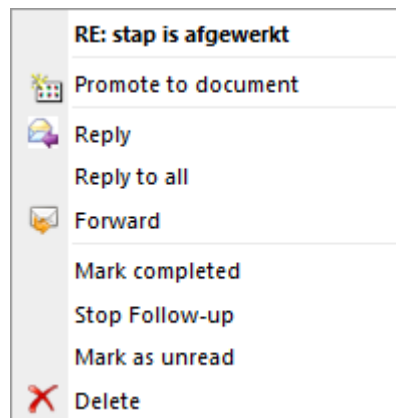 RE: stap is afgewerkt
Promote to document
Reply
Reply to all
Forward
Mark completed
Stop Follow-up
Mark as unread
Delete